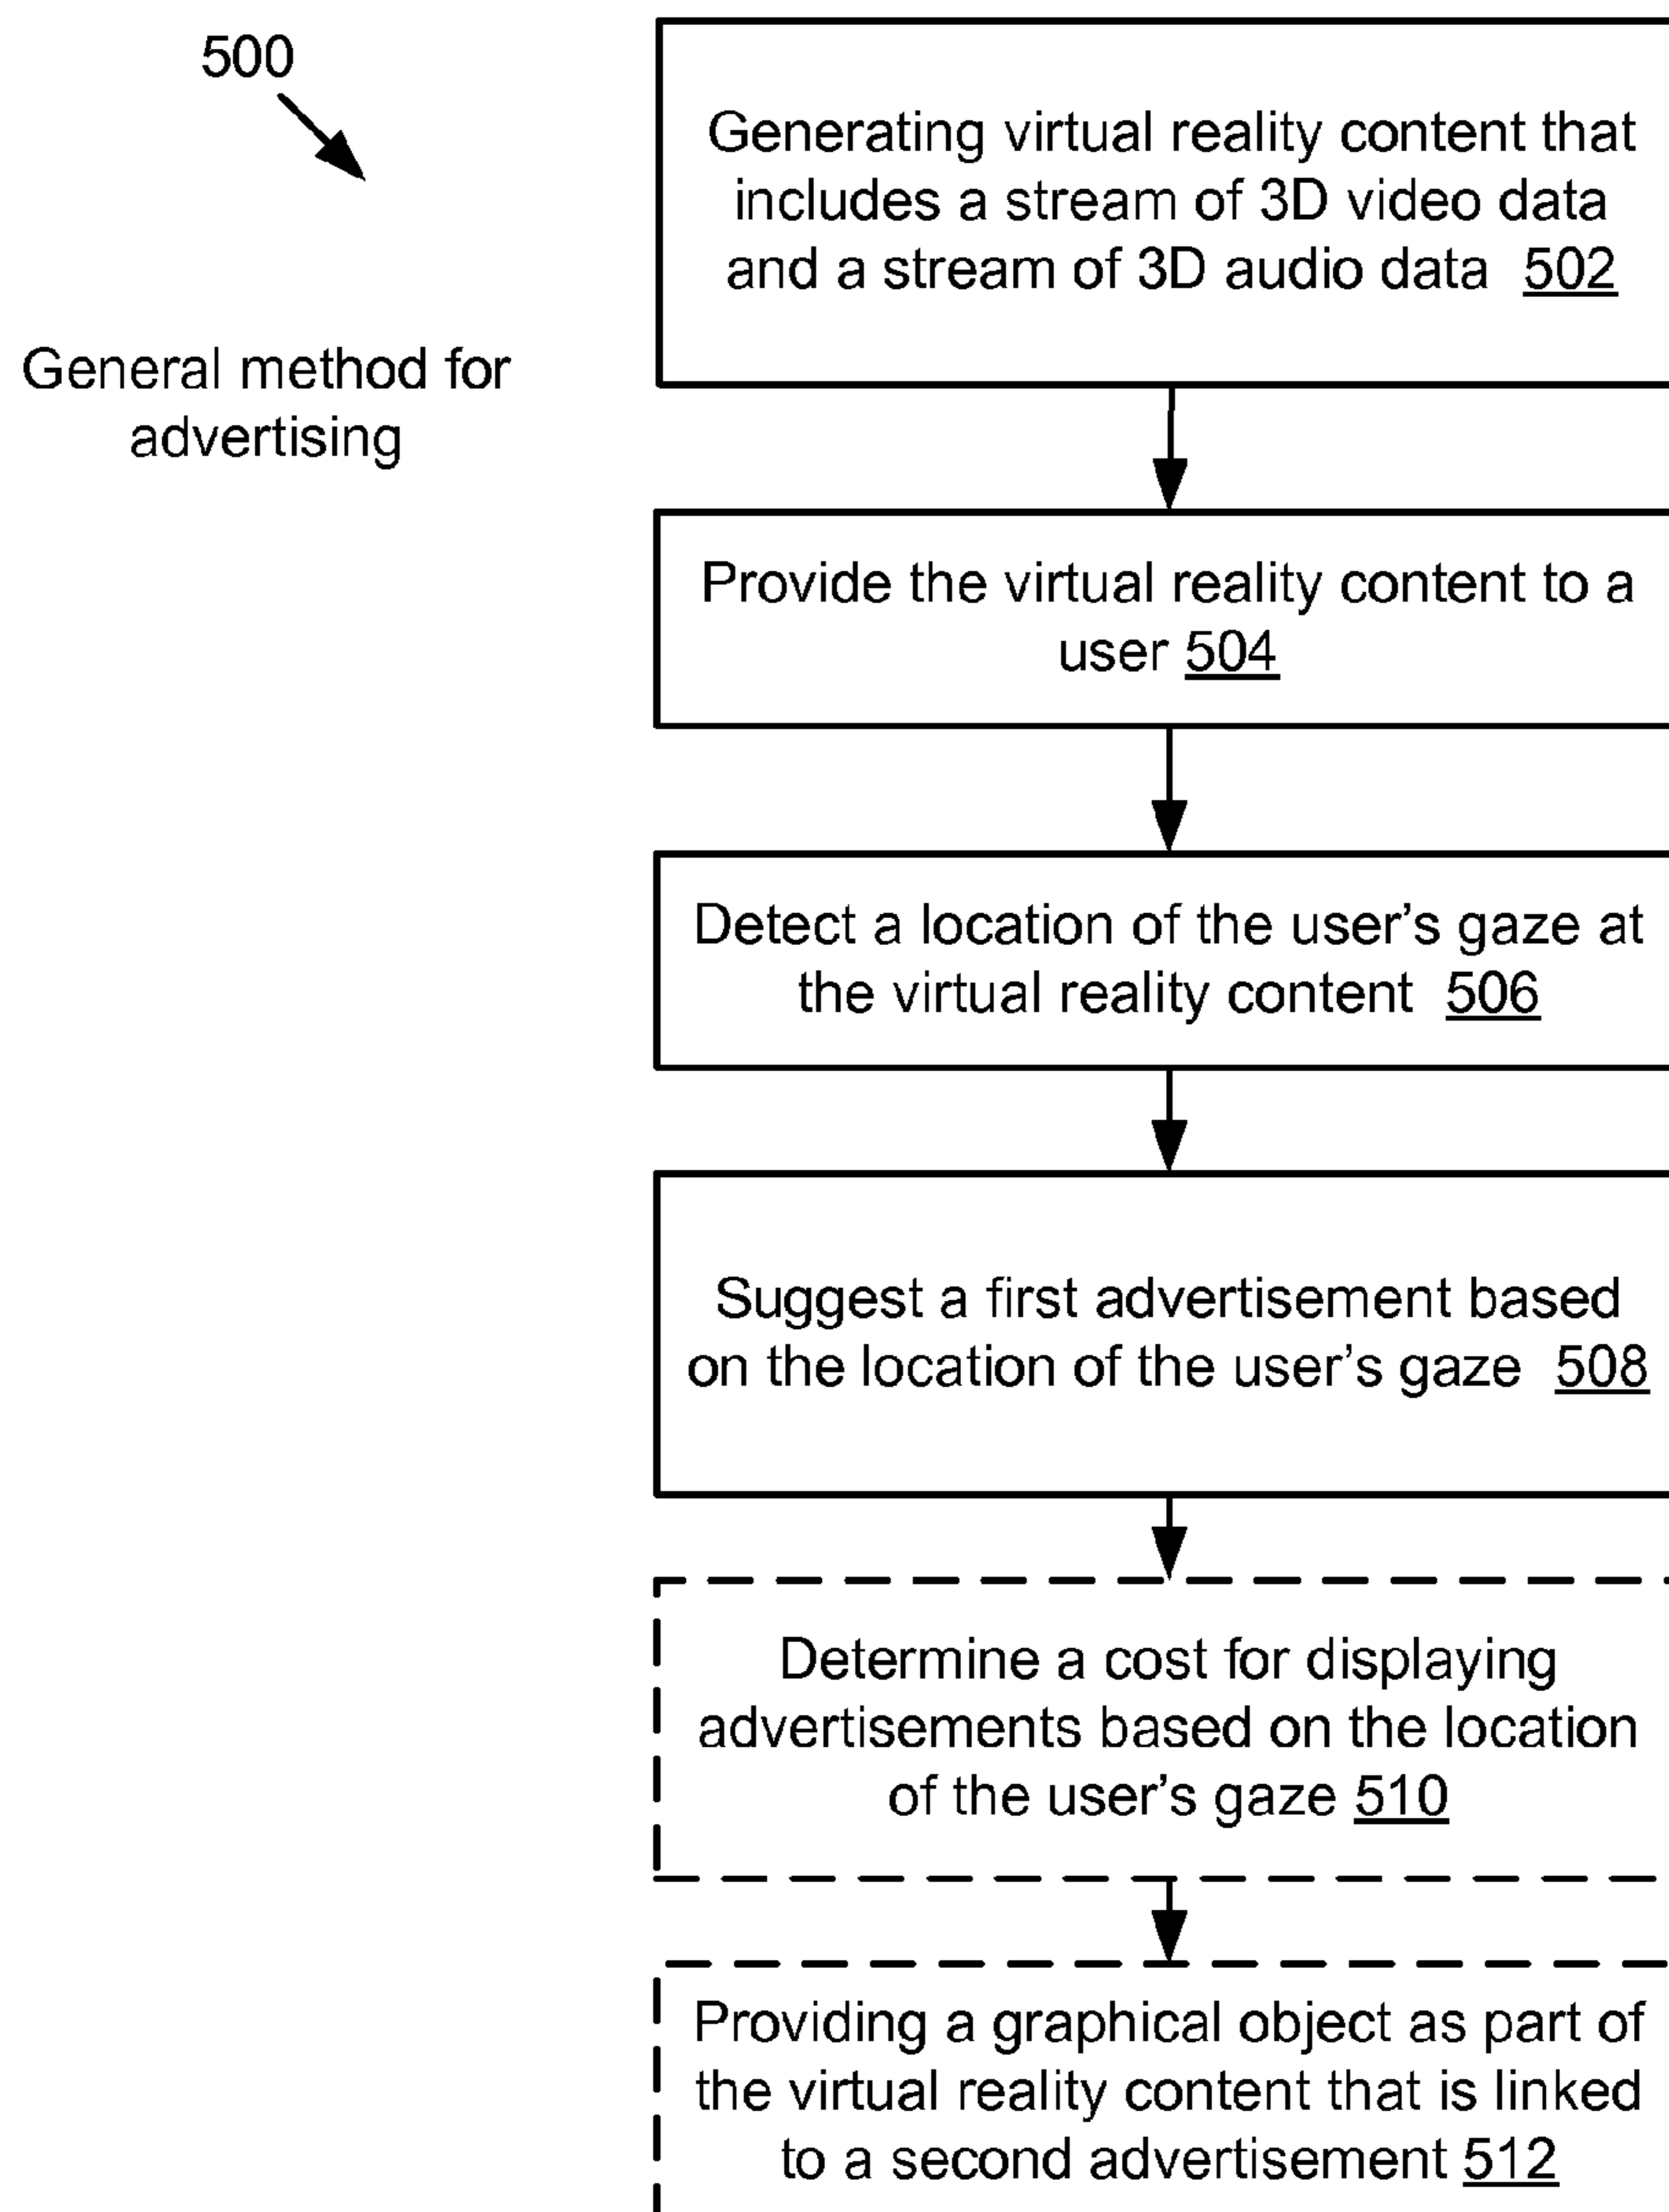 500
General method for
advertising
Generating virtual reality content that
includes a stream of 3D video data
and a stream of 3D audio data 502
Provide the virtual reality content to a
user 504
Detect a location of the user’s gaze at
the virtual reality content 506
Suggest a first advertisement based
on the location of the user’s gaze 508
Determine a cost for displaying
advertisements based on the location
of the user’s gaze 510
Providing a graphical object as part of
the virtual reality content that is linked
to a second advertisement 512